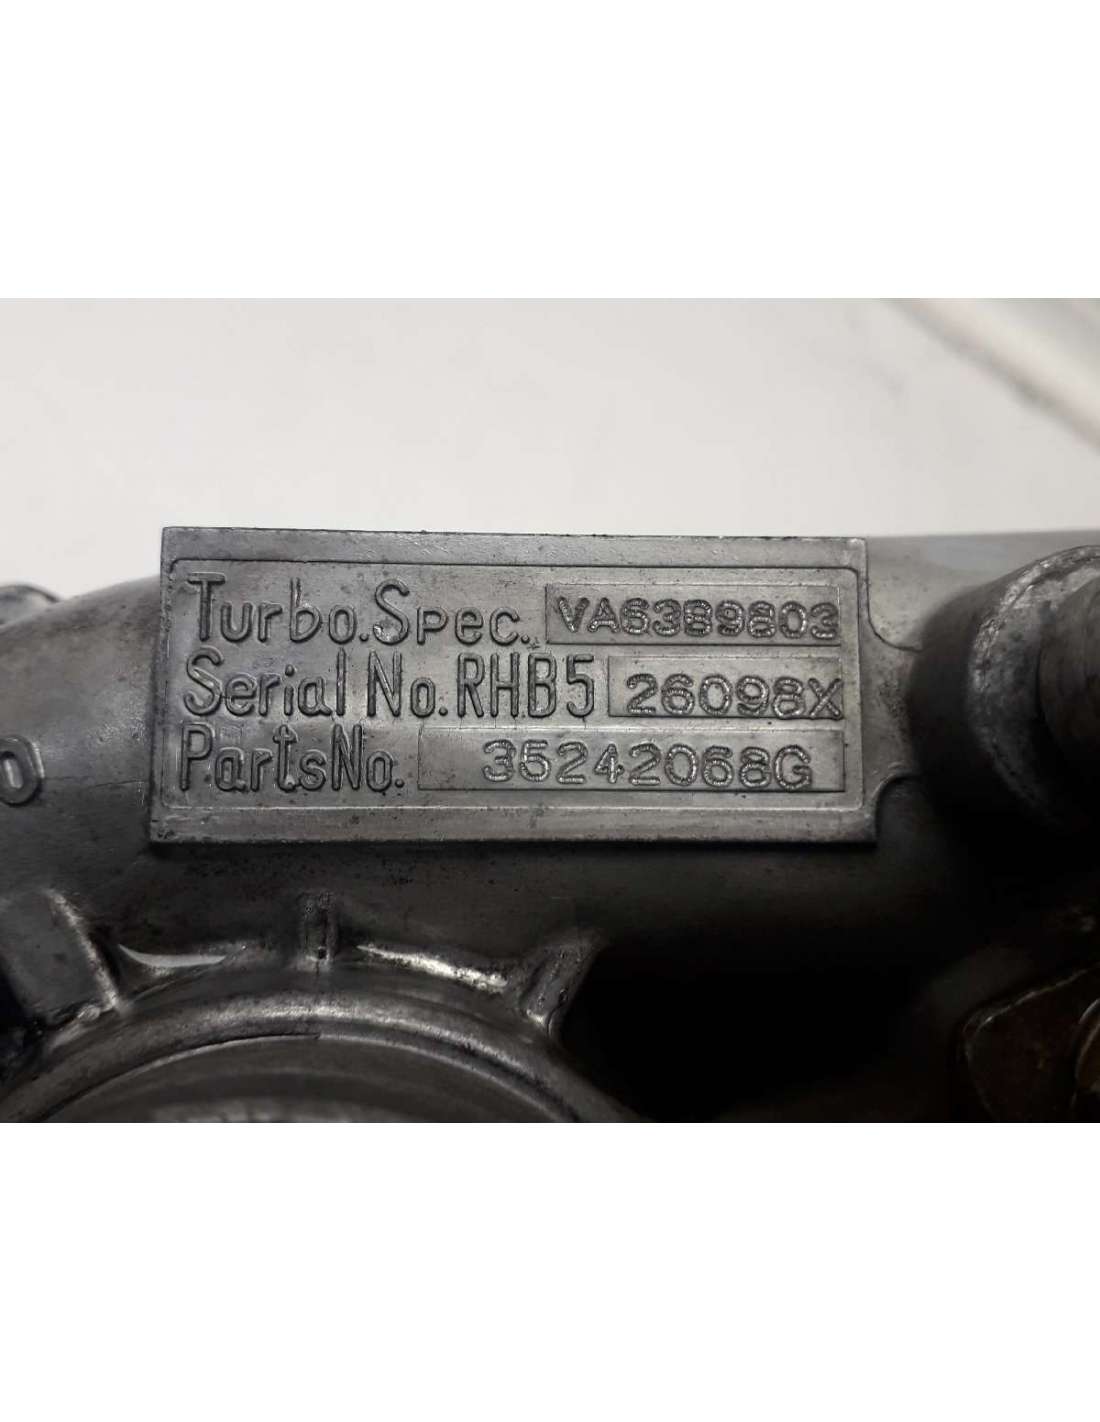 Turbo.Spec. VA6389803
Serial No. RHB5 26098X
PartsNo. 35242068G